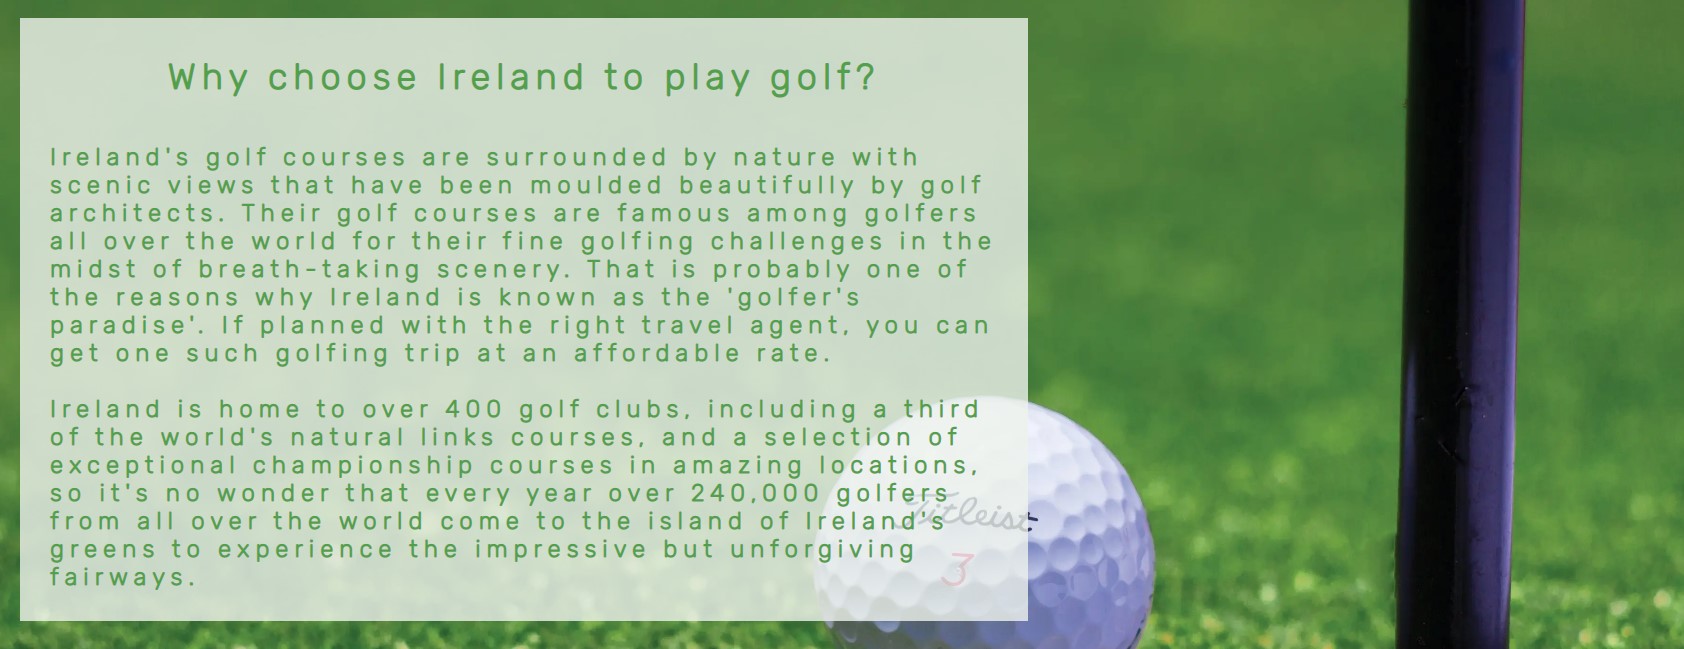 Why choose Ireland to play golf?
Ireland's golf courses are surrounded by nature with
scenic views that have been moulded beautifully by golf
architects. Their golf courses are famous among golfers
all over the world for their fine golfing challenges in the
midst of breath-taking scenery. That is probably one of
the reasons why Ireland is known as the 'golfer's
paradise'. If planned with the right travel agent, you can
get one such golfing trip at an affordable rate.
Ireland is home to over 400 golf clubs, including a third
of the world's natural links courses, and a selection of
exceptional championship courses in amazing locations,
so it's no wonder that every year over 240,000 golfers
from all over the world come to the island of Ireland's
greens to experience the impressive but unforgiving
fairways.
Titleist
3